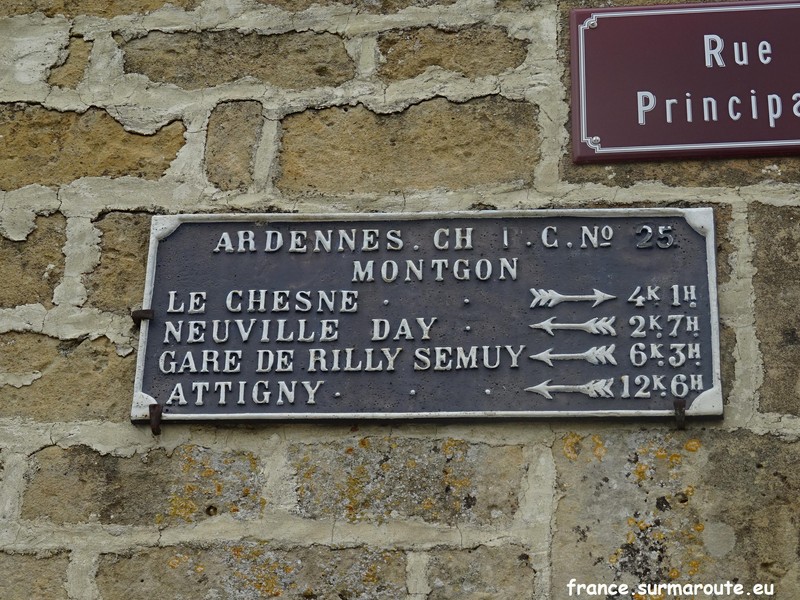 Rue
Principa
ARDENNES. CH I. C. No 25
MONTGON
LE CHESNE . . 4K 1H
NEUVILLE DAY . 2K 7H
GARE DE RILLY SEMUY 6K 3H
ATTIGNY . . . 12K 6H
france.surmaroute.eu